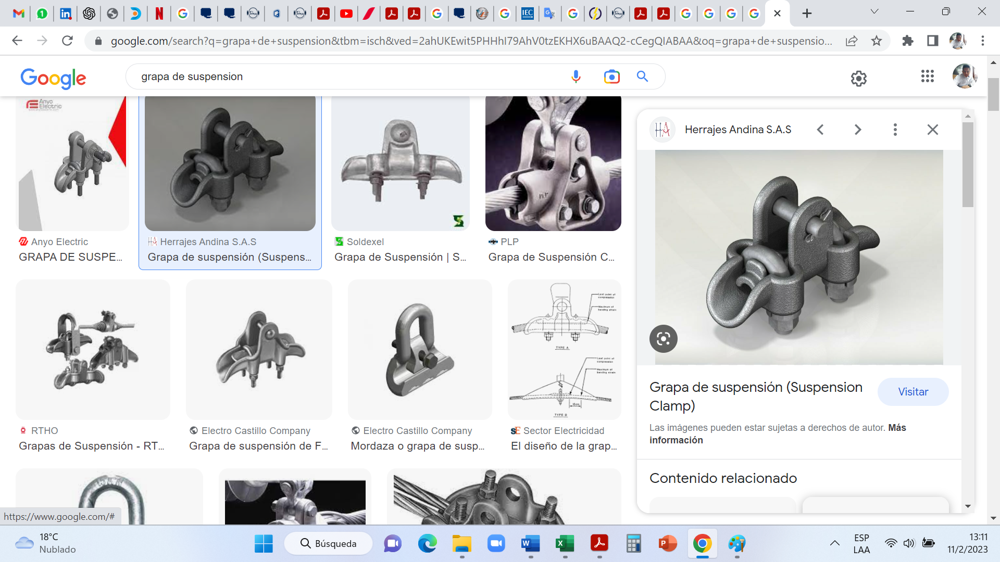 google.com/search?q=grapa+de+suspension&tbm=isch&ved=2ahUKEwit5PHHhI79AhV0tzEKHX6uBAAQ2-cCegQIABAA&oq=grapa+de+suspensio...
Google
grapa de suspension
Anyo
Electric
Herrajes Andina S.A.S
Anyo Electric
GRAPA DE SUSPE...
Herrajes Andina S.A.S
Grapa de suspensión (Suspens...
Soldexel
Grapa de Suspensión | S...
PLP
Grapa de Suspensión C...
TYPE A
TYPE B
RTHO
Grapas de Suspensión - RT...
Electro Castillo Company
Grapa de suspensión de F...
Electro Castillo Company
Mordaza o grapa de susp...
Sector Electricidad
El diseño de la grap...
Grapa de suspensión (Suspension
Clamp)
Visitar
Las imágenes pueden estar sujetas a derechos de autor. Más
información
Contenido relacionado
https://www.google.com/#
18°C
Nublado
Búsqueda
ESP
LAA
13:11
11/2/2023